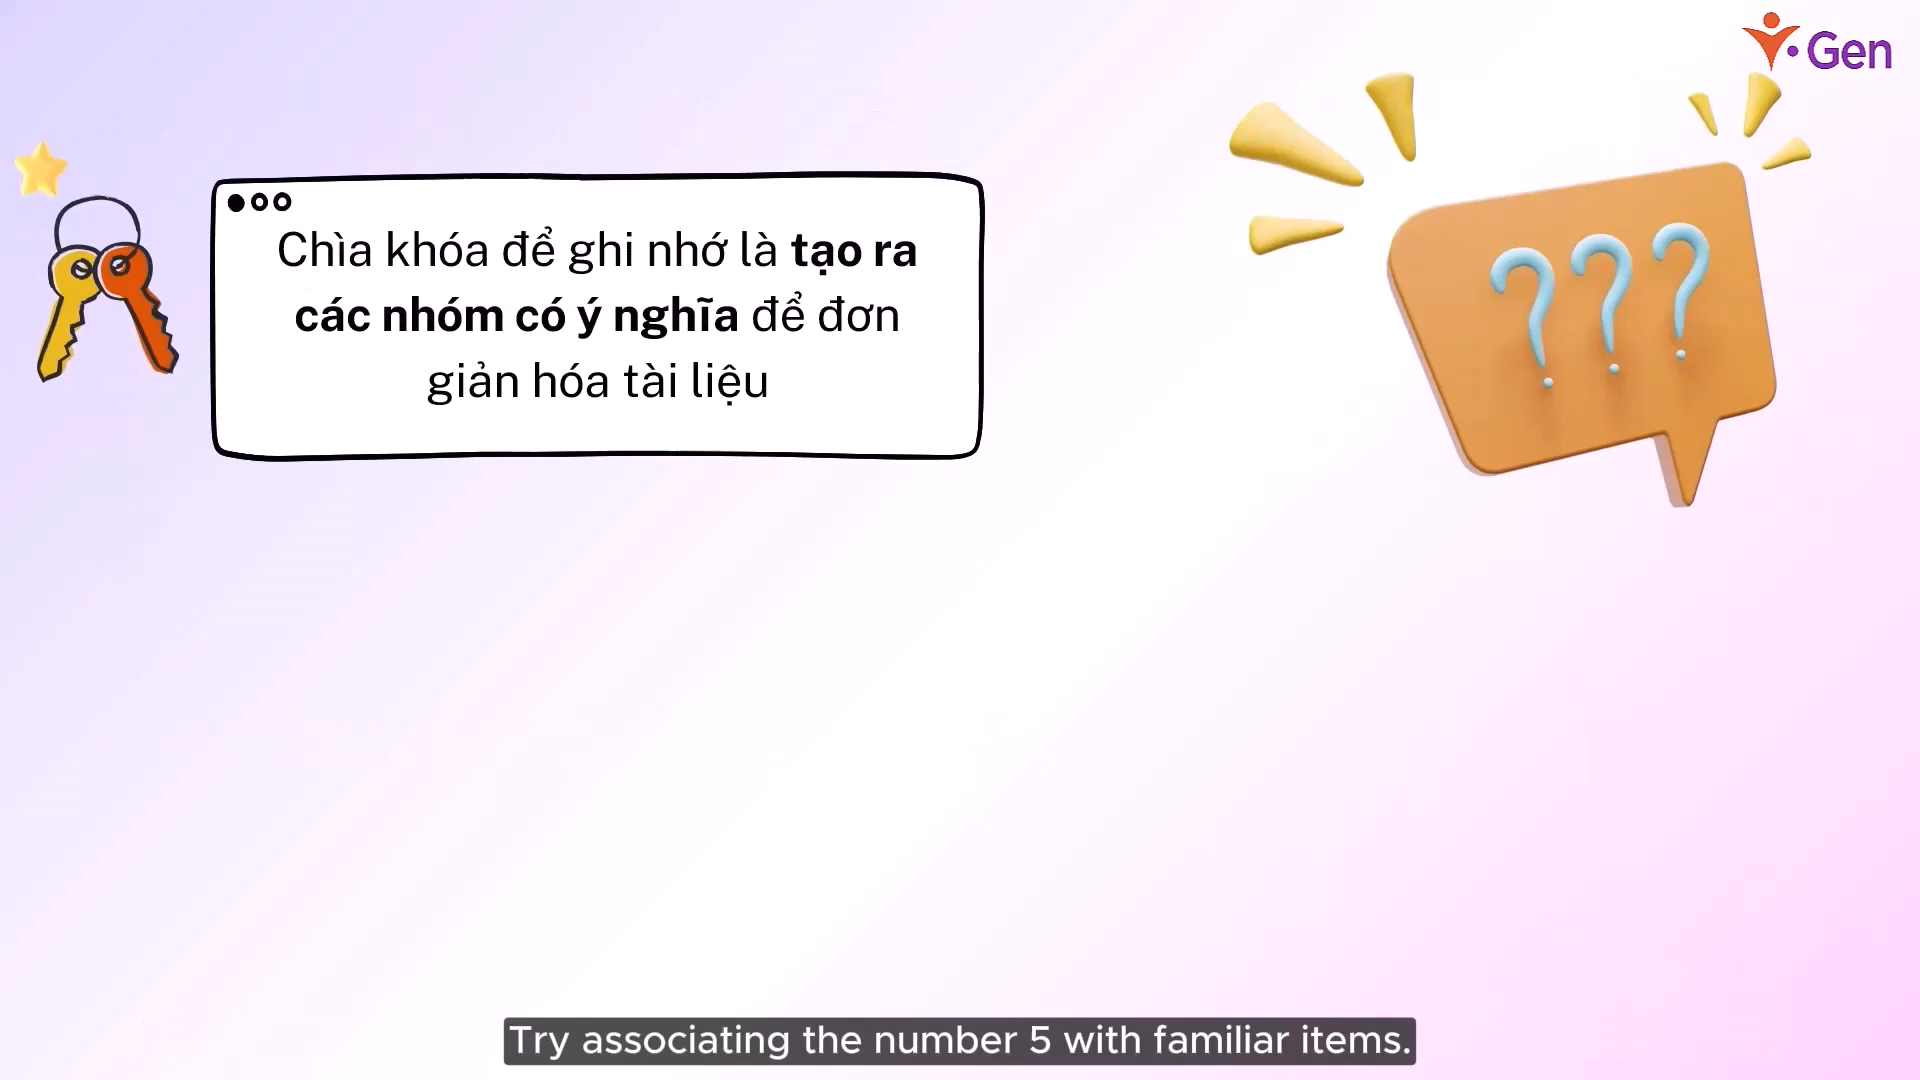 Gen
Chìa khóa để ghi nhớ là tạo ra
các nhóm có ý nghĩa để đơn
giản hóa tài liệu
???
Try associating the number 5 with familiar items.